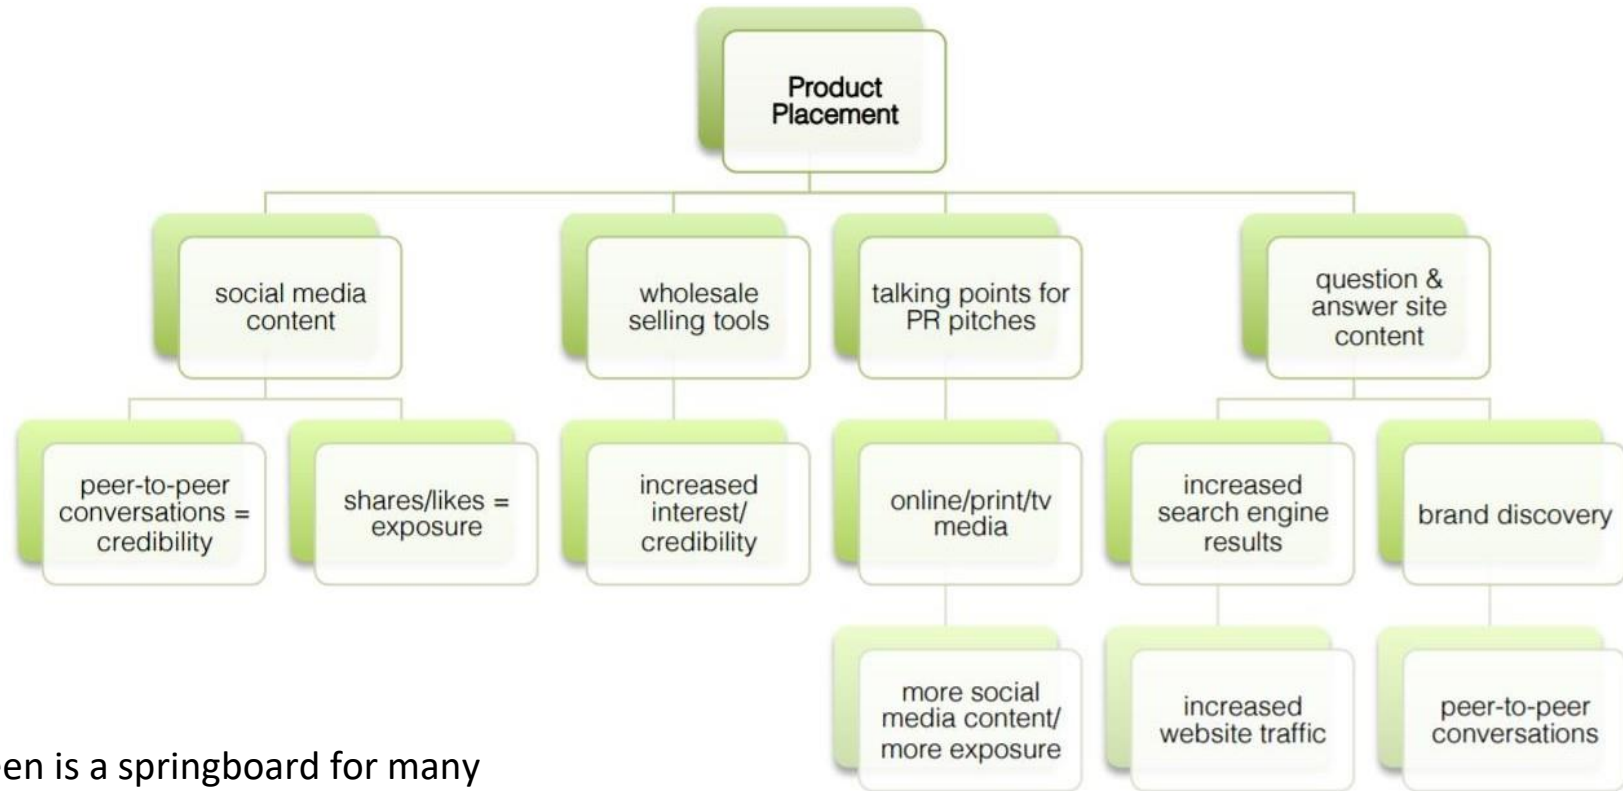 Product
Placement
social media
content
wholesale
selling tools
talking points for
PR pitches
question &
answer site
content
peer-to-peer
conversations =
credibility
shares/likes =
exposure
increased
interest/
credibility
online/print/tv
media
increased
search engine
results
brand discovery
more social
media content/
more exposure
increased
website traffic
peer-to-peer
conversations
is a springboard for many